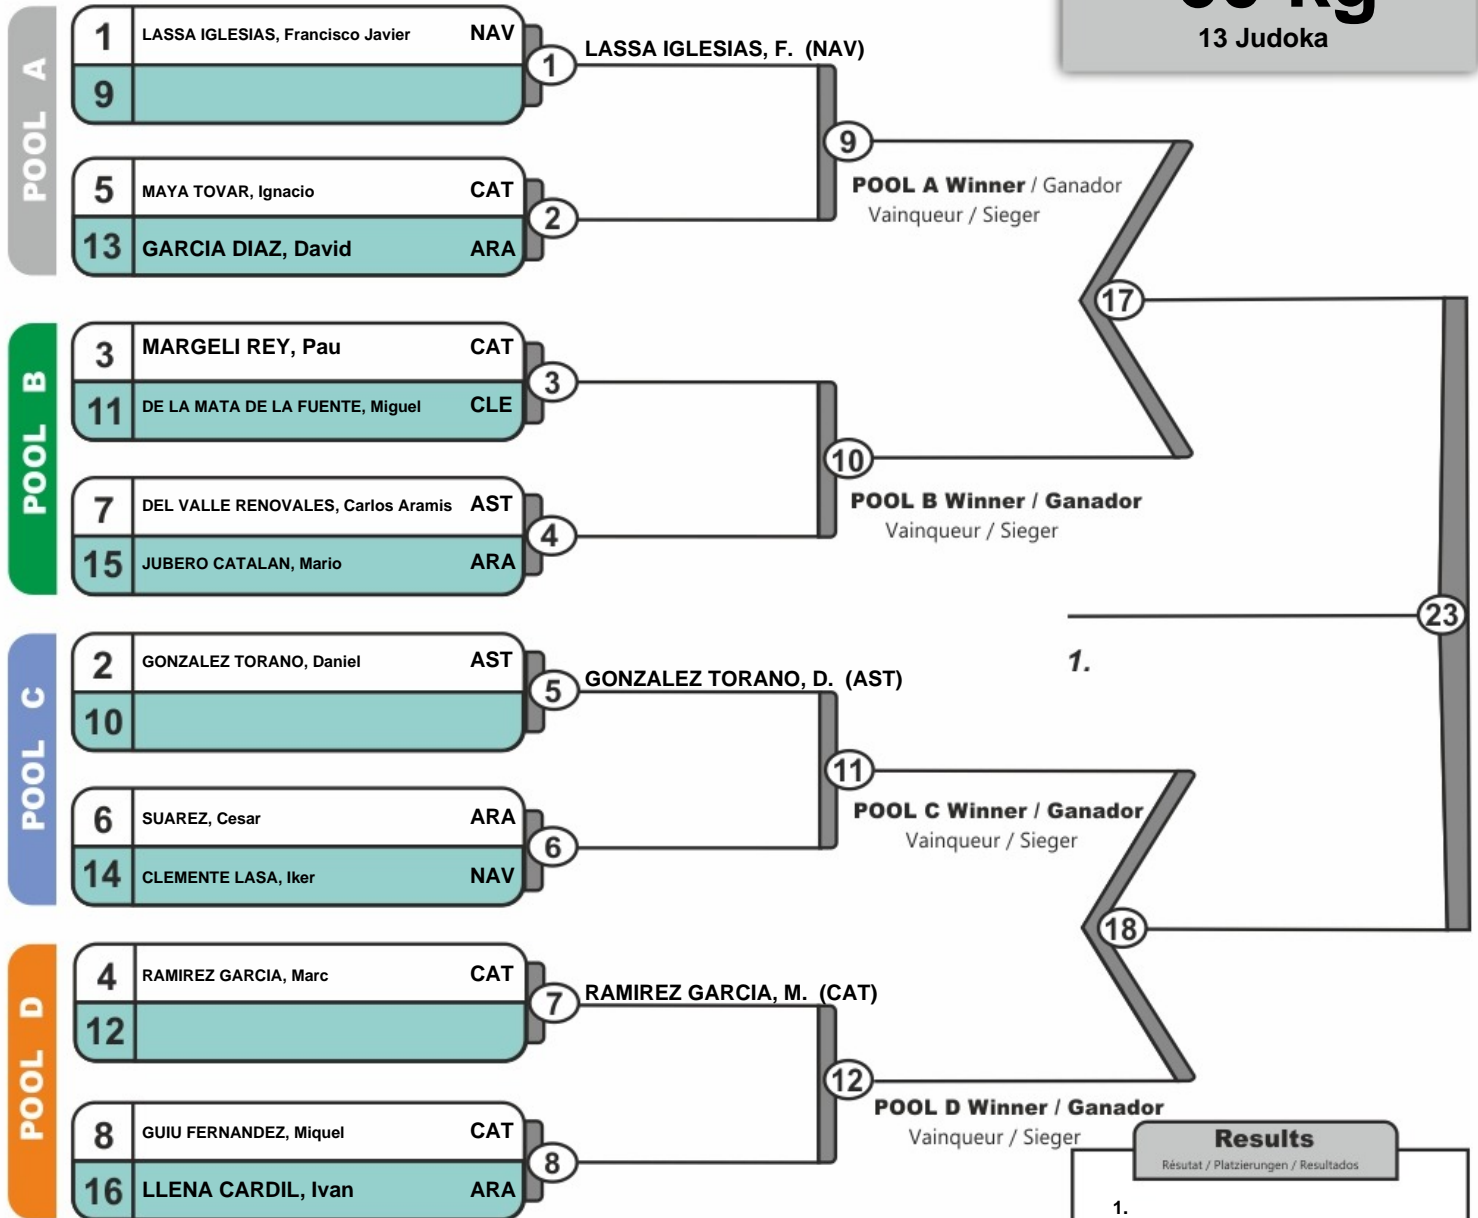 13 Judoka
POOL A
1 LASSA IGLESIAS, Francisco Javier NAV
9
1
LASSA IGLESIAS, F. (NAV)
5 MAYA TOVAR, Ignacio CAT
13 GARCIA DIAZ, David ARA
2
9
POOL A Winner / Ganador
Vainqueur / Sieger
17
POOL B
3 MARGELI REY, Pau CAT
11 DE LA MATA DE LA FUENTE, Miguel CLE
3
7 DEL VALLE RENOVALES, Carlos Aramis AST
15 JUBERO CATALAN, Mario ARA
4
10
POOL B Winner / Ganador
Vainqueur / Sieger
23
1.
POOL C
2 GONZALEZ TORANO, Daniel AST
10
5
GONZALEZ TORANO, D. (AST)
6 SUAREZ, Cesar ARA
14 CLEMENTE LASA, Iker NAV
6
11
POOL C Winner / Ganador
Vainqueur / Sieger
18
POOL D
4 RAMIREZ GARCIA, Marc CAT
12
7
RAMIREZ GARCIA, M. (CAT)
8 GUIU FERNANDEZ, Miquel CAT
16 LLENA CARDIL, Ivan ARA
8
12
POOL D Winner / Ganador
Vainqueur / Sieger
Results
Résutat / Platzierungen / Resultados
1.